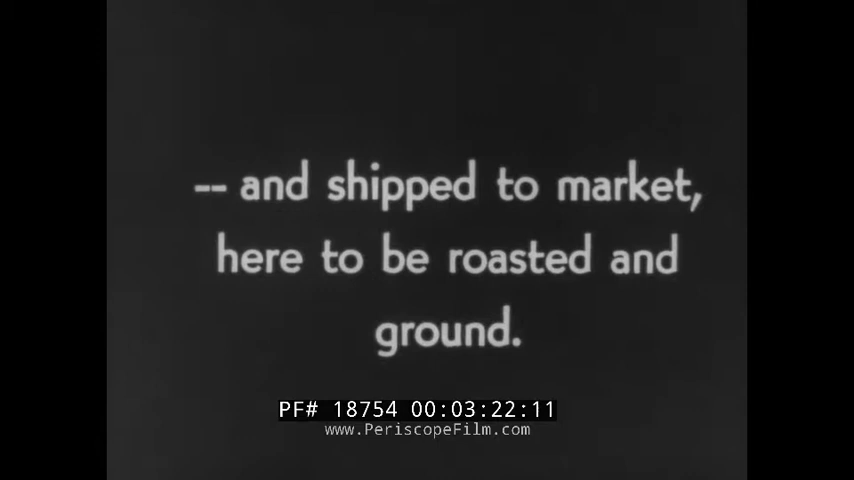 -- and shipped to market,
here to be roasted and
ground.
PF# 18754 00:03:22:11
www.PeriscopeFilm.com